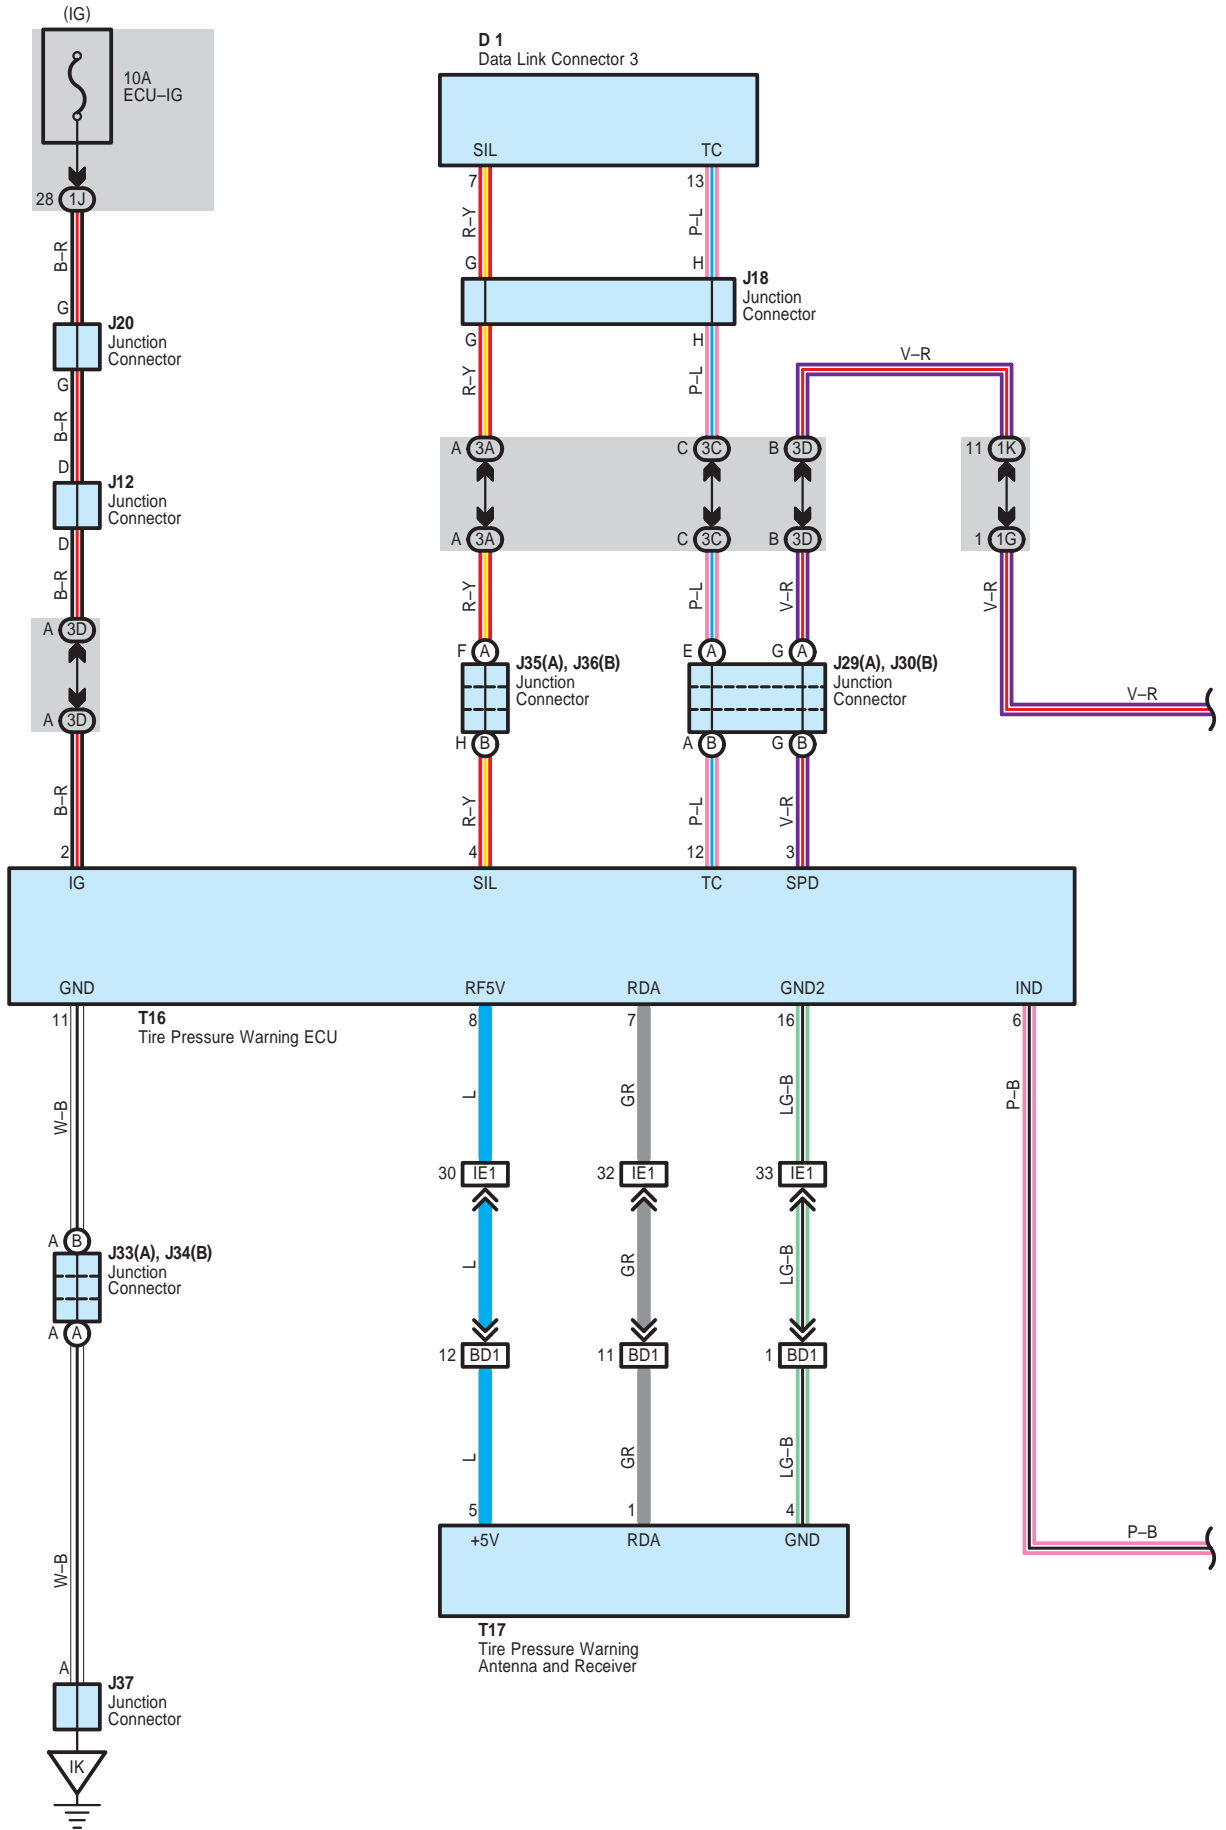 (IG)
10A
ECU–IG
28 1J
B–R
G
J20
Junction
Connector
G
B–R
D
J12
Junction
Connector
D
B–R
A 3D
A 3D
B–R
2
D 1
Data Link Connector 3
SIL TC
7 13
R–Y P–L
G H
J18
Junction
Connector
G H
R–Y P–L
V–R
A 3A C 3C B 3D 11 1K
A 3A C 3C B 3D 1 1G
R–Y P–L V–R V–R
F A E A G A
J35(A), J36(B)
Junction
Connector
J29(A), J30(B)
Junction
Connector
V–R
H B A B G B
R–Y P–L V–R
4 12 3
IG SIL TC SPD
GND RF5V RDA GND2 IND
T16
Tire Pressure Warning ECU
11 8 7 16 6
W–B L GR LG–B P–B
30 IE1 32 IE1 33 IE1
A B
J33(A), J34(B)
Junction
Connector
A A
L GR LG–B
12 BD1 11 BD1 1 BD1
L GR LG–B
5 1 4
+5V RDA GND
T17
Tire Pressure Warning
Antenna and Receiver
P–B
W–B
A
J37
Junction
Connector
IK